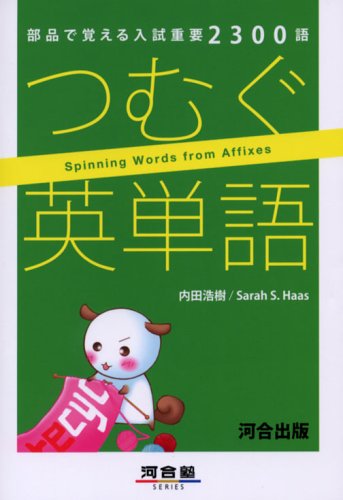 部品で覚える入試重要2300語
つむぐ
Spinning Words from Affixes
英単語
内田浩樹/Sarah S. Haas
recyc
河合出版
河合塾
SERIES